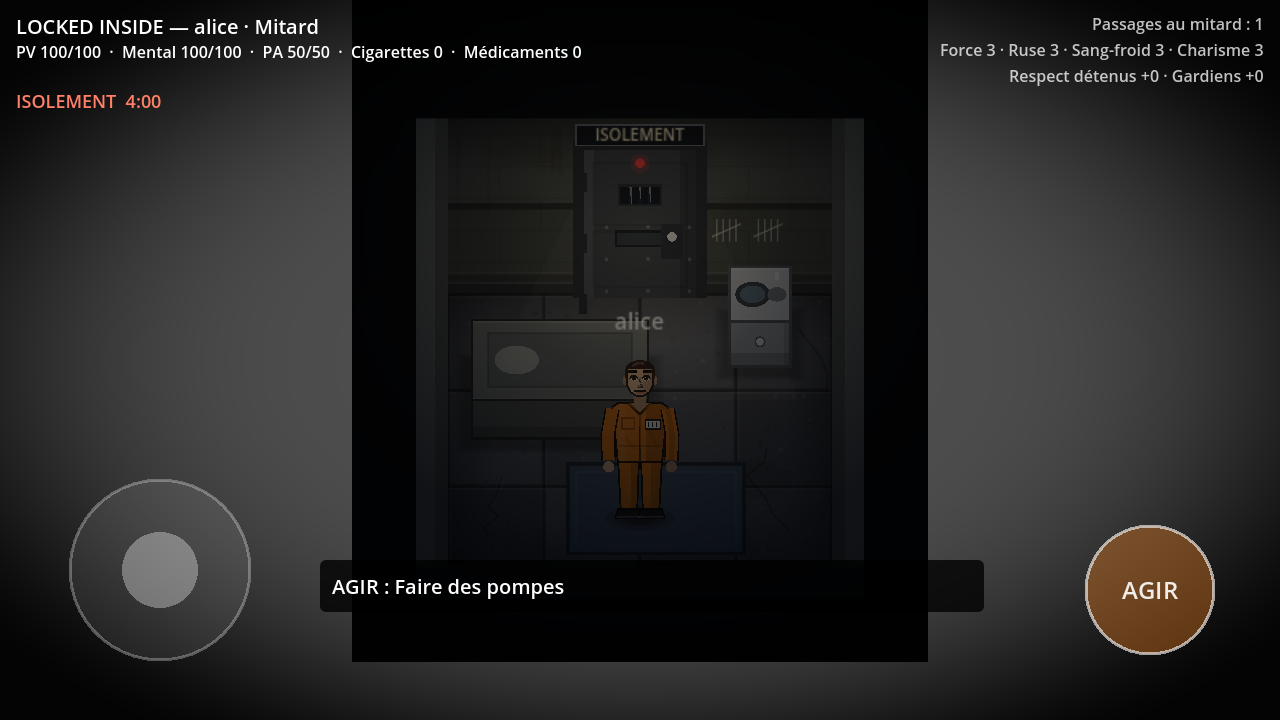 LOCKED INSIDE — alice · Mitard
PV 100/100 · Mental 100/100 · PA 50/50 · Cigarettes 0 · Médicaments 0
ISOLEMENT 4:00
Passages au mitard : 1
Force 3 · Ruse 3 · Sang-froid 3 · Charisme 3
Respect détenus +0 · Gardiens +0
ISOLEMENT
alice
AGIR : Faire des pompes
AGIR